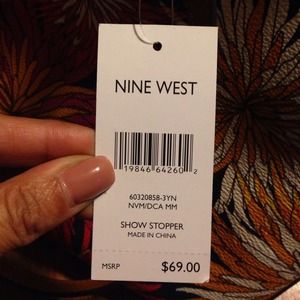 NINE WEST
19846 64260 2
60320858-3YN
NVM/DCA MM
SHOW STOPPER
MADE IN CHINA
MSRP $69.00